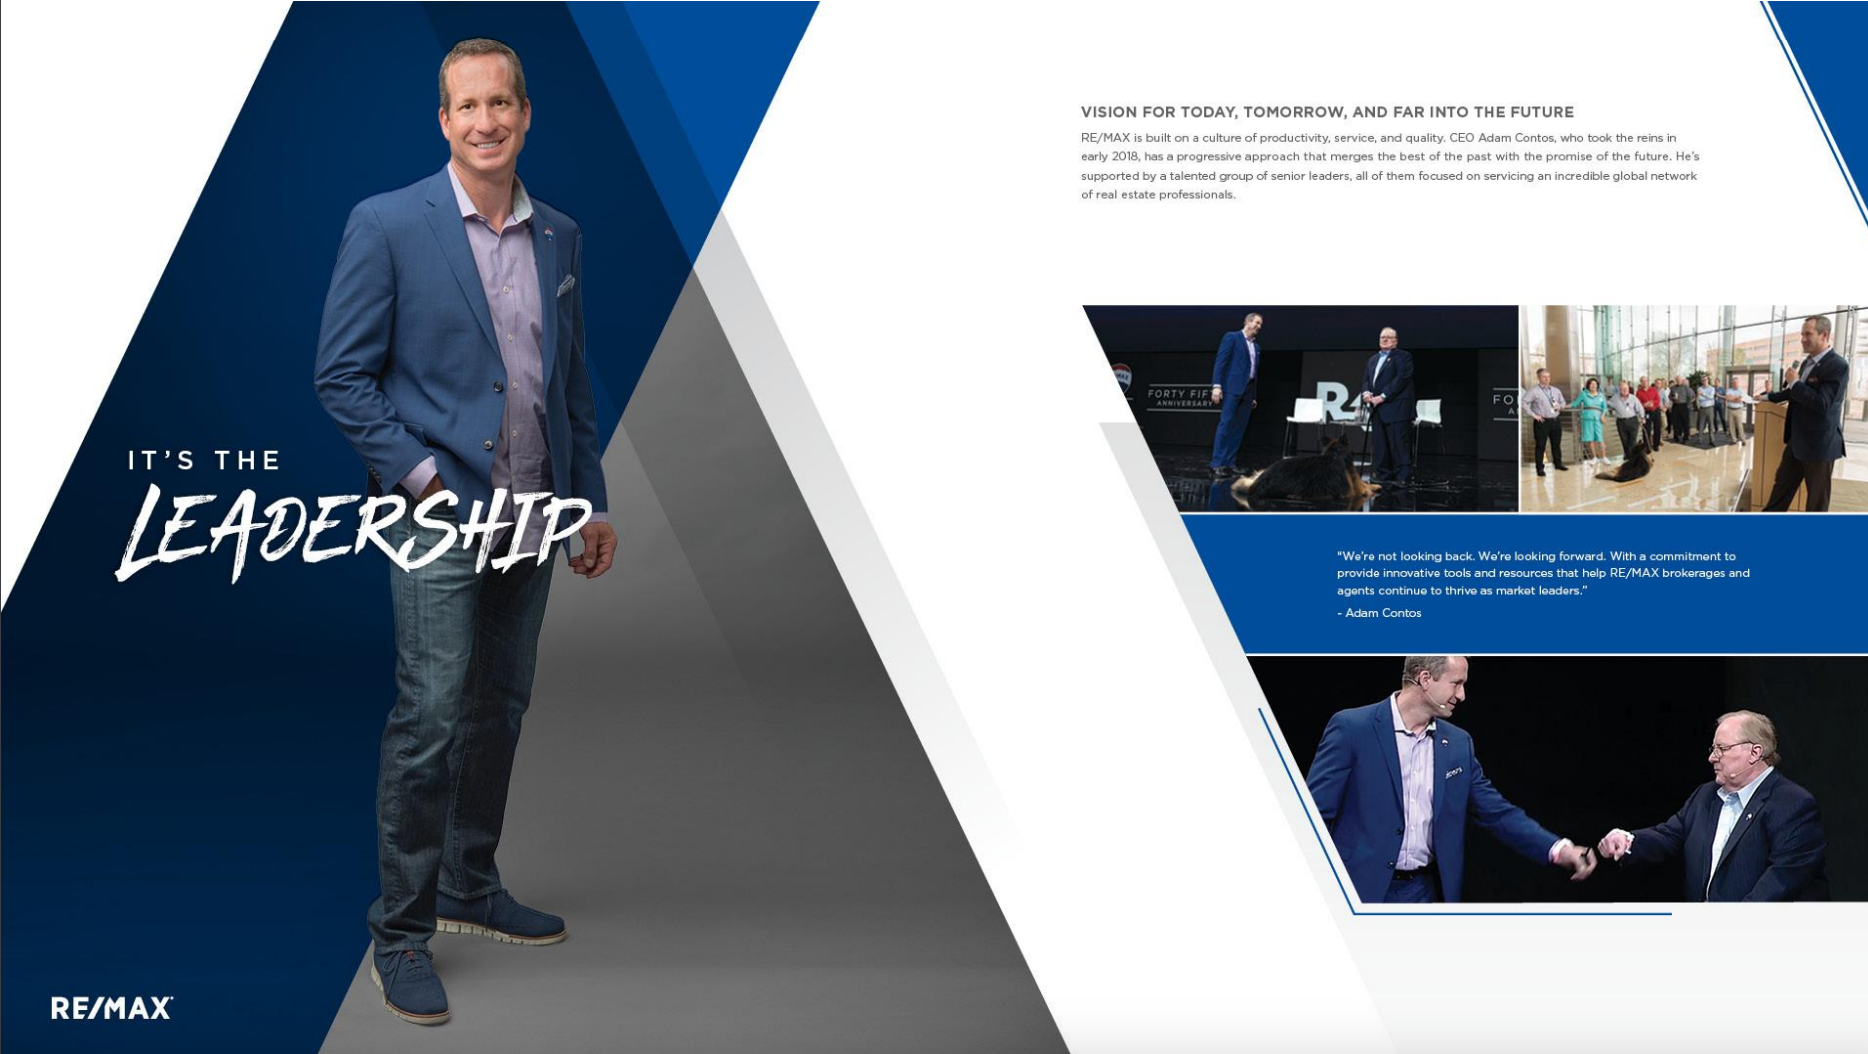 IT'S THE
LEADERSHIP
RE/MAX
VISION FOR TODAY, TOMORROW, AND FAR INTO THE FUTURE
RE/MAX is built on a culture of productivity, service, and quality. CEO Adam Contos, who took the reins in
early 2018, has a progressive approach that merges the best of the past with the promise of the future. He's
supported by a talented group of senior leaders, all of them focused on servicing an incredible global network
of real estate professionals.
FORTY FIF
ANNIVERSARY
R4
FO
"We're not looking back. We're looking forward. With a commitment to
provide innovative tools and resources that help RE/MAX brokerages and
agents continue to thrive as market leaders."
- Adam Contos